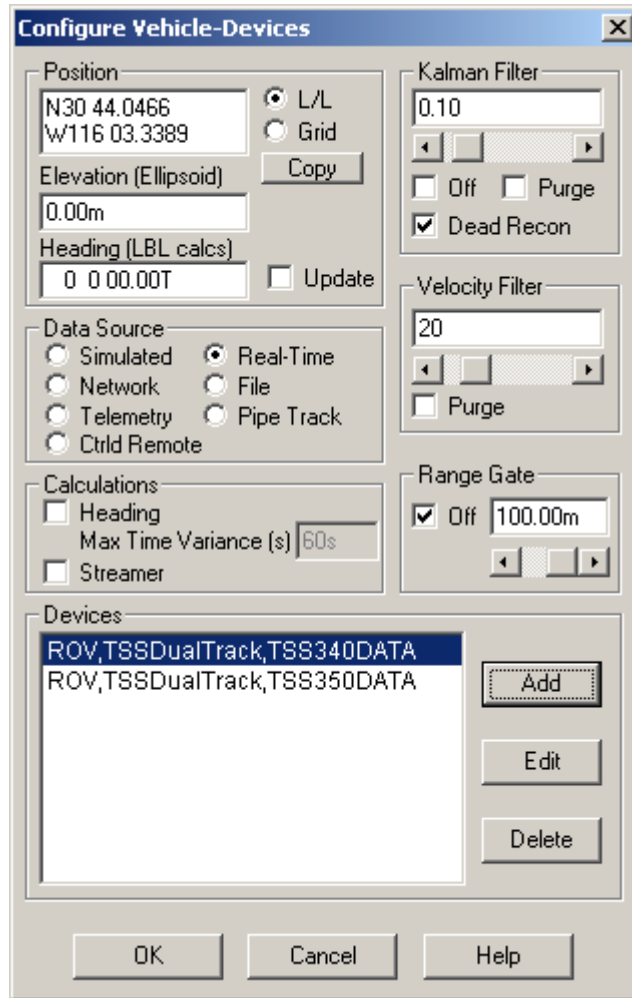 Configure Vehicle-Devices
Position
N30 44.0466
W116 03.3389
L/L
Grid
Copy
Elevation (Ellipsoid)
0.00m
Heading (LBL calcs)
0 0 00.00T
Update
Kalman Filter
0.10
Off
Purge
Dead Recon
Velocity Filter
20
Purge
Data Source
Simulated
Real-Time
Network
File
Telemetry
Pipe Track
Ctrld Remote
Calculations
Heading
Max Time Variance (s)
60s
Streamer
Range Gate
Off
100.00m
Devices
ROV,TSSDualTrack,TSS340DATA
ROV,TSSDualTrack,TSS350DATA
Add
Edit
Delete
OK
Cancel
Help